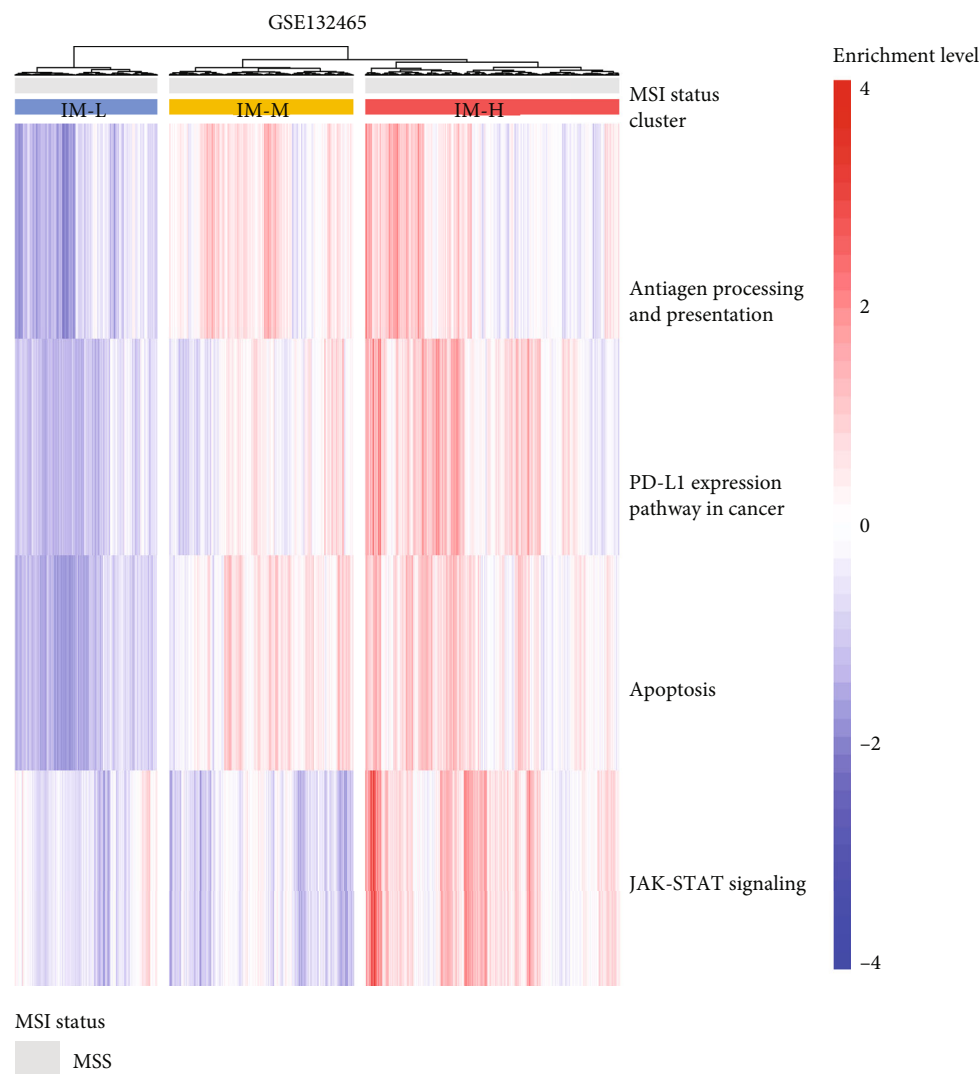 GSE132465
Enrichment level
4
2
0
−2
−4
MSI status
cluster
IM-L
IM-M
IM-H
Antiagen processing
and presentation
PD-L1 expression
pathway in cancer
Apoptosis
JAK-STAT signaling
MSI status
MSS